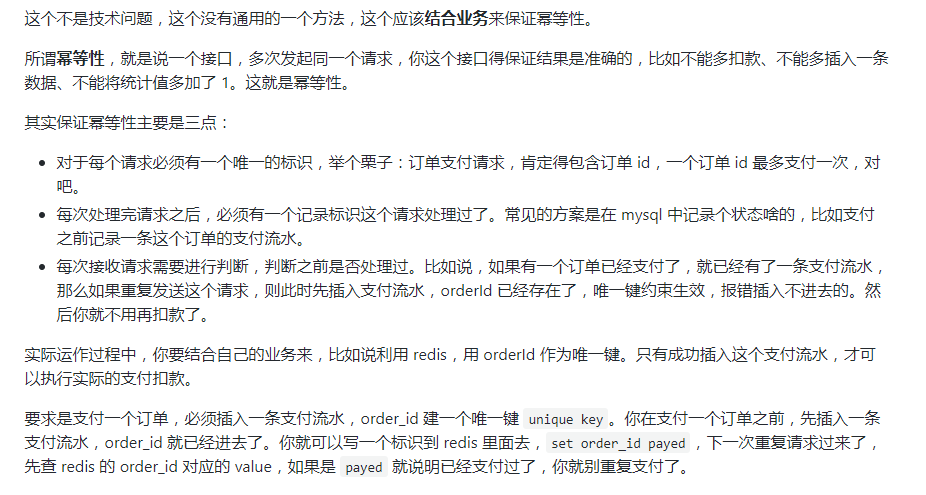 这个不是技术问题，这个没有通用的一个方法，这个应该结合业务来保证幂等性。
所谓幂等性，就是说一个接口，多次发起同一个请求，你这个接口得保证结果是准确的，比如不能多扣款、不能多插入一条
数据、不能将统计值多加了 1。这就是幂等性。
其实保证幂等性主要是三点：
• 对于每个请求必须有一个唯一的标识，举个栗子：订单支付请求，肯定得包含订单 id，一个订单 id 最多支付一次，对
吧。
• 每次处理完请求之后，必须有一个记录标识这个请求处理过了。常见的方案是在 mysql 中记录个状态啥的，比如支付
之前记录一条这个订单的支付流水。
• 每次接收请求需要进行判断，判断之前是否处理过。比如说，如果有一个订单已经支付了，就已经有了一条支付流水，
那么如果重复发送这个请求，则此时先插入支付流水，orderId 已经存在了，唯一键约束生效，报错插入不进去的。然
后你就不用再扣款了。
实际运作过程中，你要结合自己的业务来，比如说利用 redis，用 orderId 作为唯一键。只有成功插入这个支付流水，才可
以执行实际的支付扣款。
要求是支付一个订单，必须插入一条支付流水，order_id 建一个唯一键 unique key 。你在支付一个订单之前，先插入一条
支付流水，order_id 就已经进去了。你就可以写一个标识到 redis 里面去， set order_id payed ，下一次重复请求过来了，
先查 redis 的 order_id 对应的 value，如果是 payed 就说明已经支付过了，你就别重复支付了。